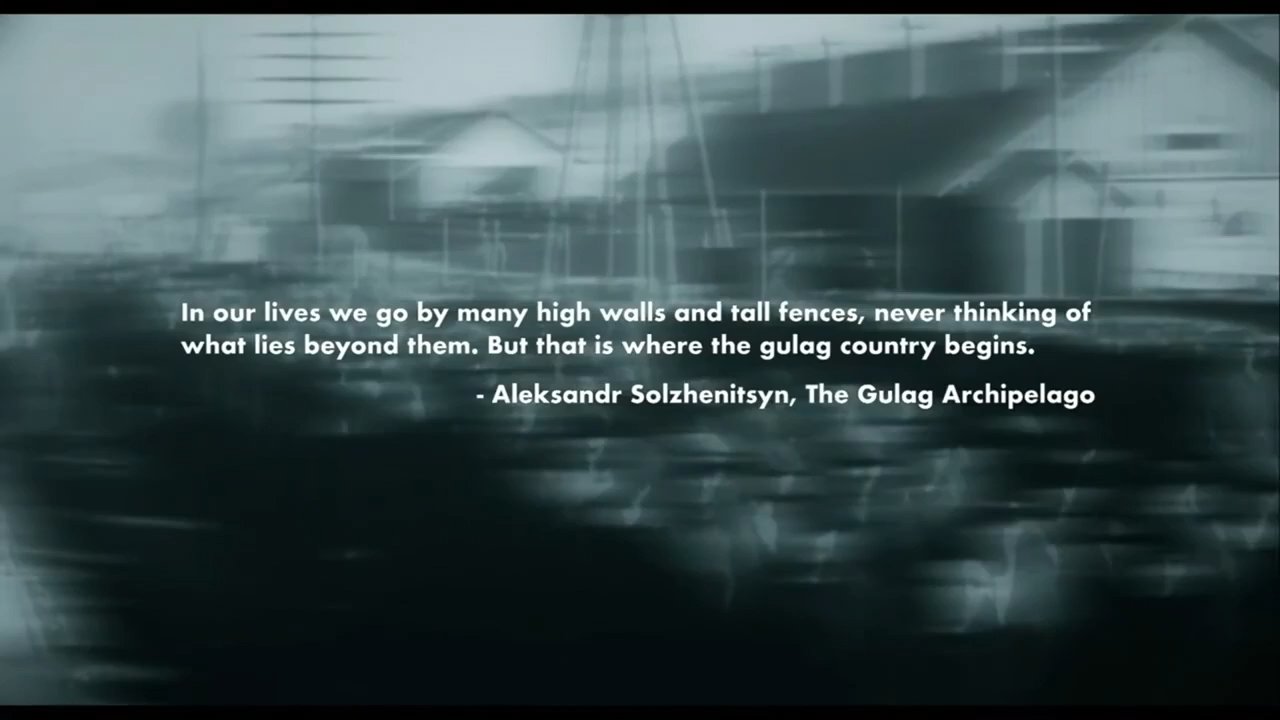 In our lives we go by many high walls and tall fences, never thinking of
what lies beyond them. But that is where the gulag country begins.
- Aleksandr Solzhenitsyn, The Gulag Archipelago